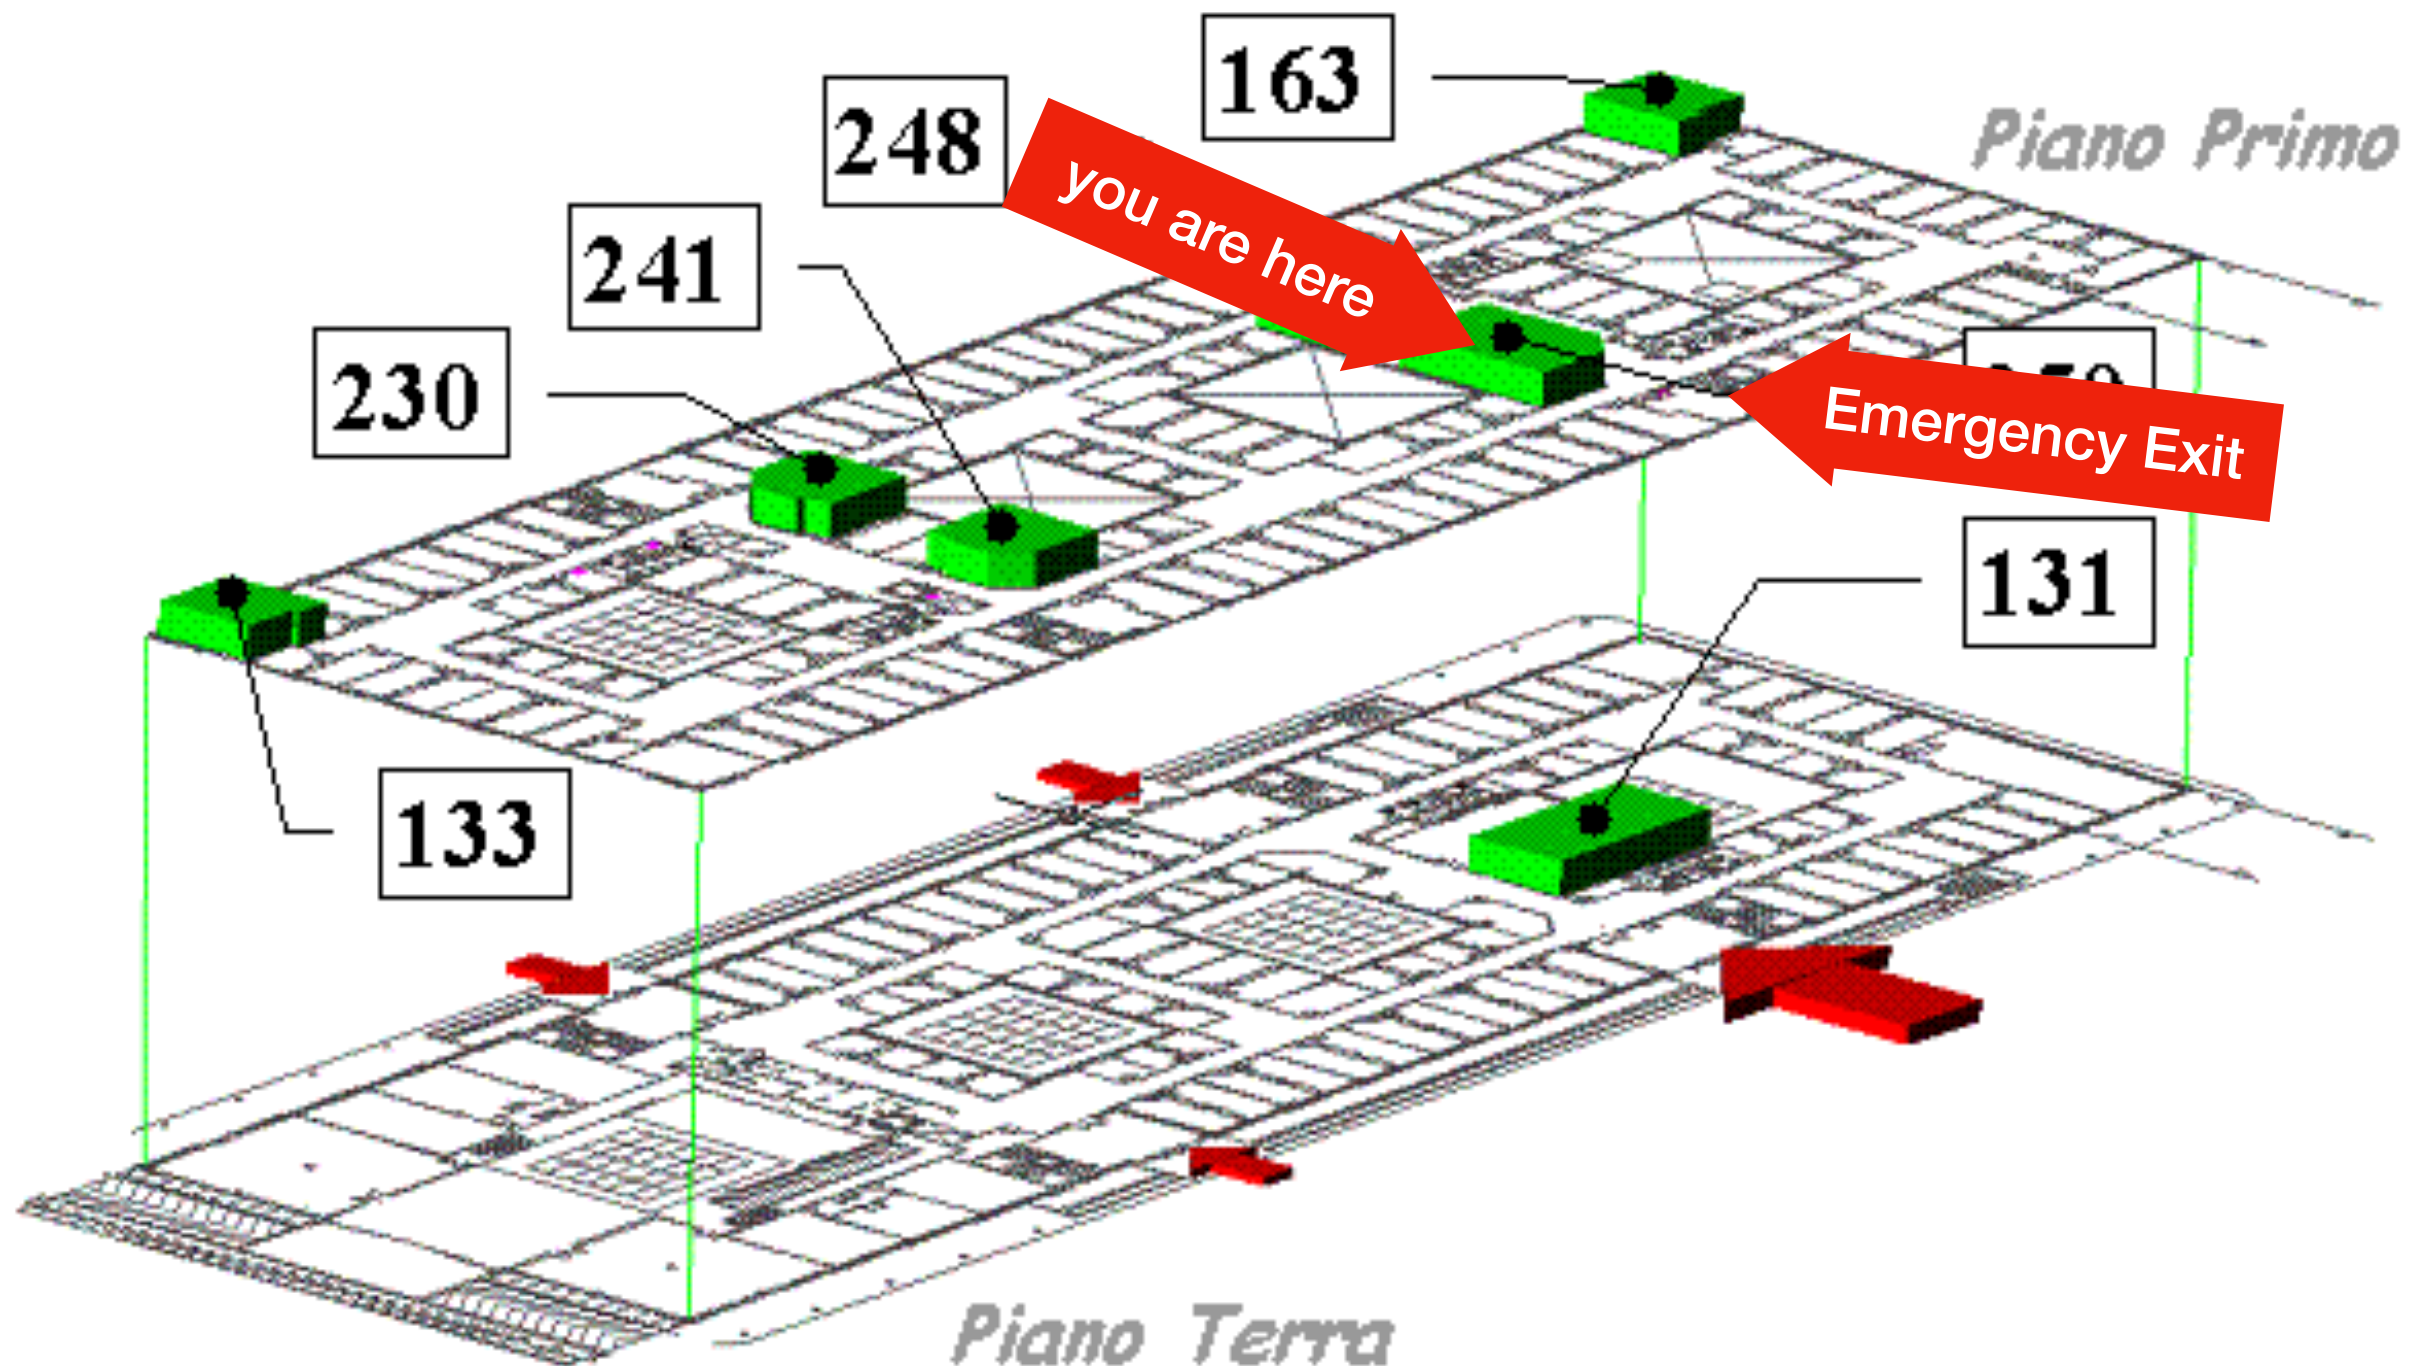 163
Piano Primo
248
you are here
241
230
Emergency Exit
131
133
Piano Terra